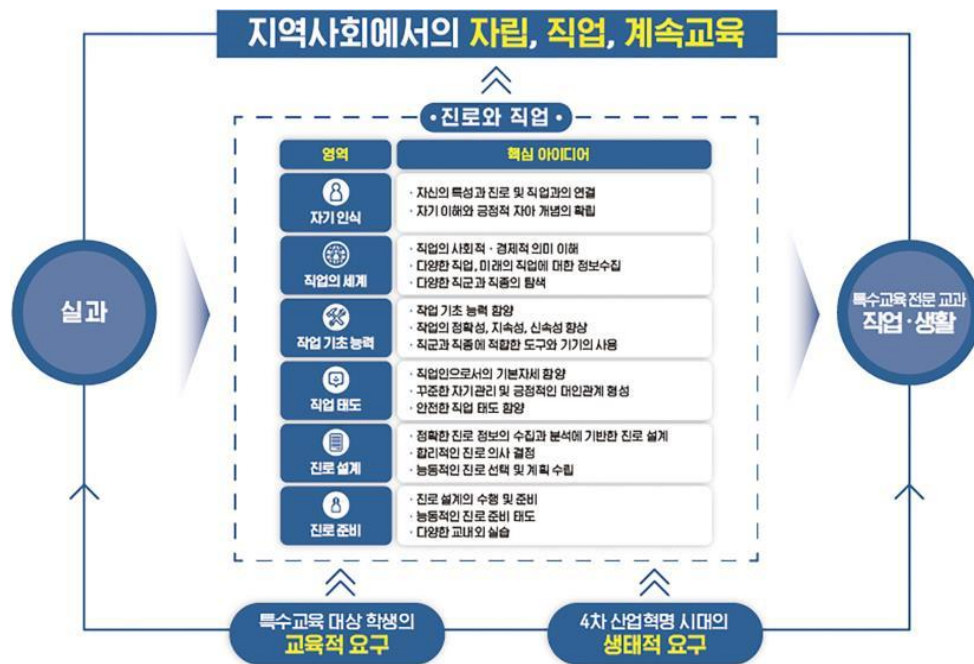 지역사회에서의 자립, 직업, 계속교육
• 진로와 직업 •
영역
핵심 아이디어
자기 인식
· 자신의 특성과 진로 및 직업과의 연결
· 자기 이해와 긍정적 자아 개념의 확립
직업의 세계
· 직업의 사회적 · 경제적 의미 이해
· 다양한 직업, 미래의 직업에 대한 정보수집
· 다양한 직군과 직종의 탐색
작업 기초 능력
· 작업 기초 능력 함양
· 작업의 정확성, 지속성, 신속성 향상
· 직군과 직종에 적합한 도구와 기기의 사용
직업 태도
· 직업인으로서의 기본자세 함양
· 꾸준한 자기관리 및 긍정적인 대인관계 형성
· 안전한 직업 태도 함양
진로 설계
· 정확한 진로 정보의 수집과 분석에 기반한 진로 설계
· 합리적인 진로 의사 결정
· 능동적인 진로 선택 및 계획 수립
진로 준비
· 진로 설계의 수행 및 준비
· 능동적인 진로 준비 태도
· 다양한 교내외 실습
실과
특수교육 전문 교과
직업 · 생활
특수교육 대상 학생의
교육적 요구
4차 산업혁명 시대의
생태적 요구